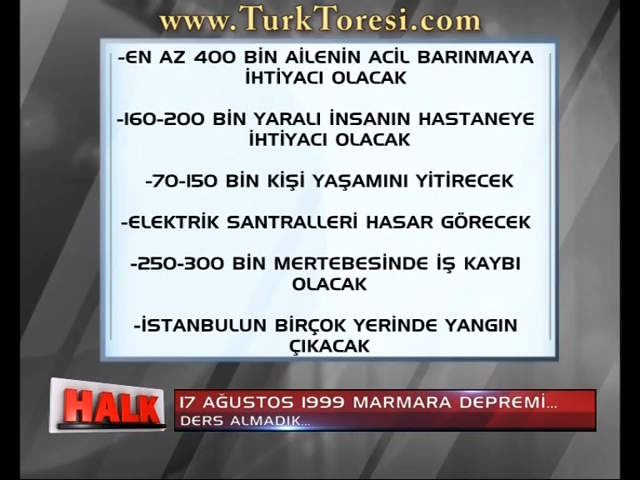 www.TurkToresi.com
-EN AZ 400 BİN AİLENİN ACİL BARINMAYA
İHTİYACI OLACAK
-160-200 BİN YARALI İNSANIN HASTANEYE
İHTİYACI OLACAK
-70-150 BİN KİŞİ YAŞAMINI YİTİRECEK
-ELEKTRİK SANTRALLERİ HASAR GÖRECEK
-250-300 BİN MERTEBESİNDE İŞ KAYBI
OLACAK
-İSTANBULUN BİRÇOK YERİNDE YANGIN
ÇIKACAK
HALK
17 AĞUSTOS 1999 MARMARA DEPREMİ...
DERS ALMADIK...